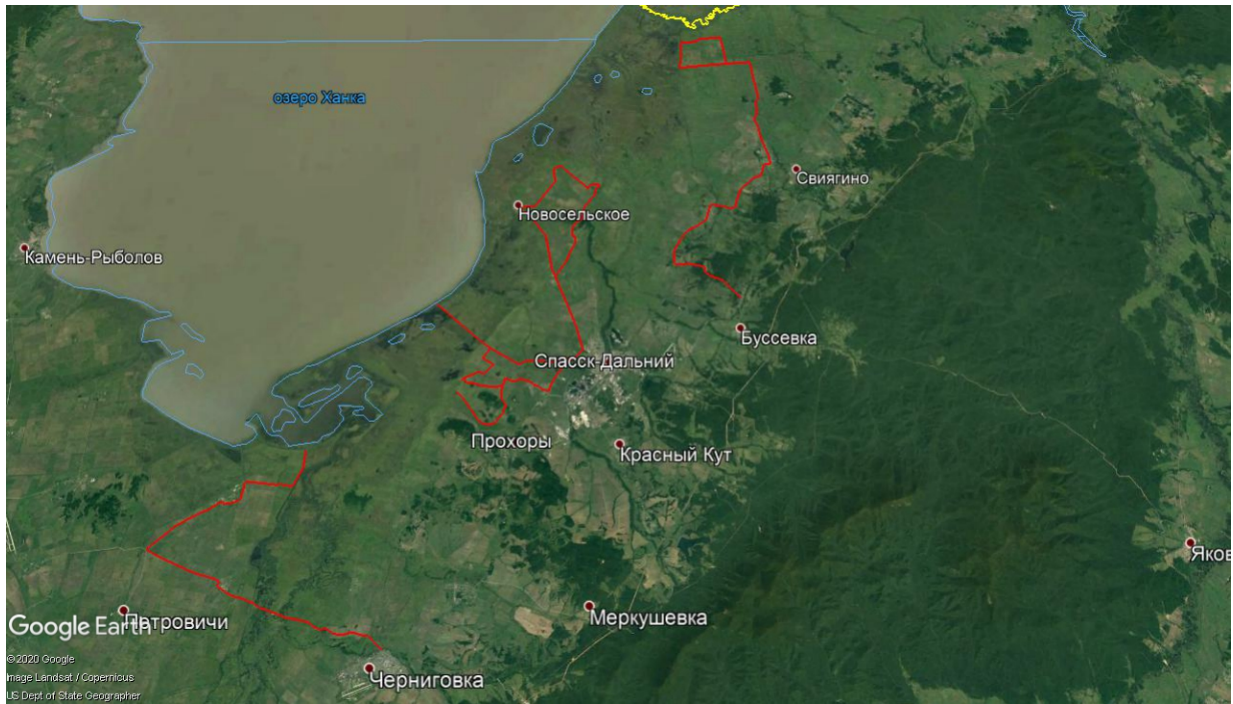 озеро Ханка
Свиягино
Новосельское
Камень-Рыболов
Буссевка
Спасск-Дальний
Прохоры
Красный Кут
Яков
Меркушевка
Петровичи
Google Earth
©2020 Google
Image Landsat / Copernicus
US Dept of State Geographer
Черниговка